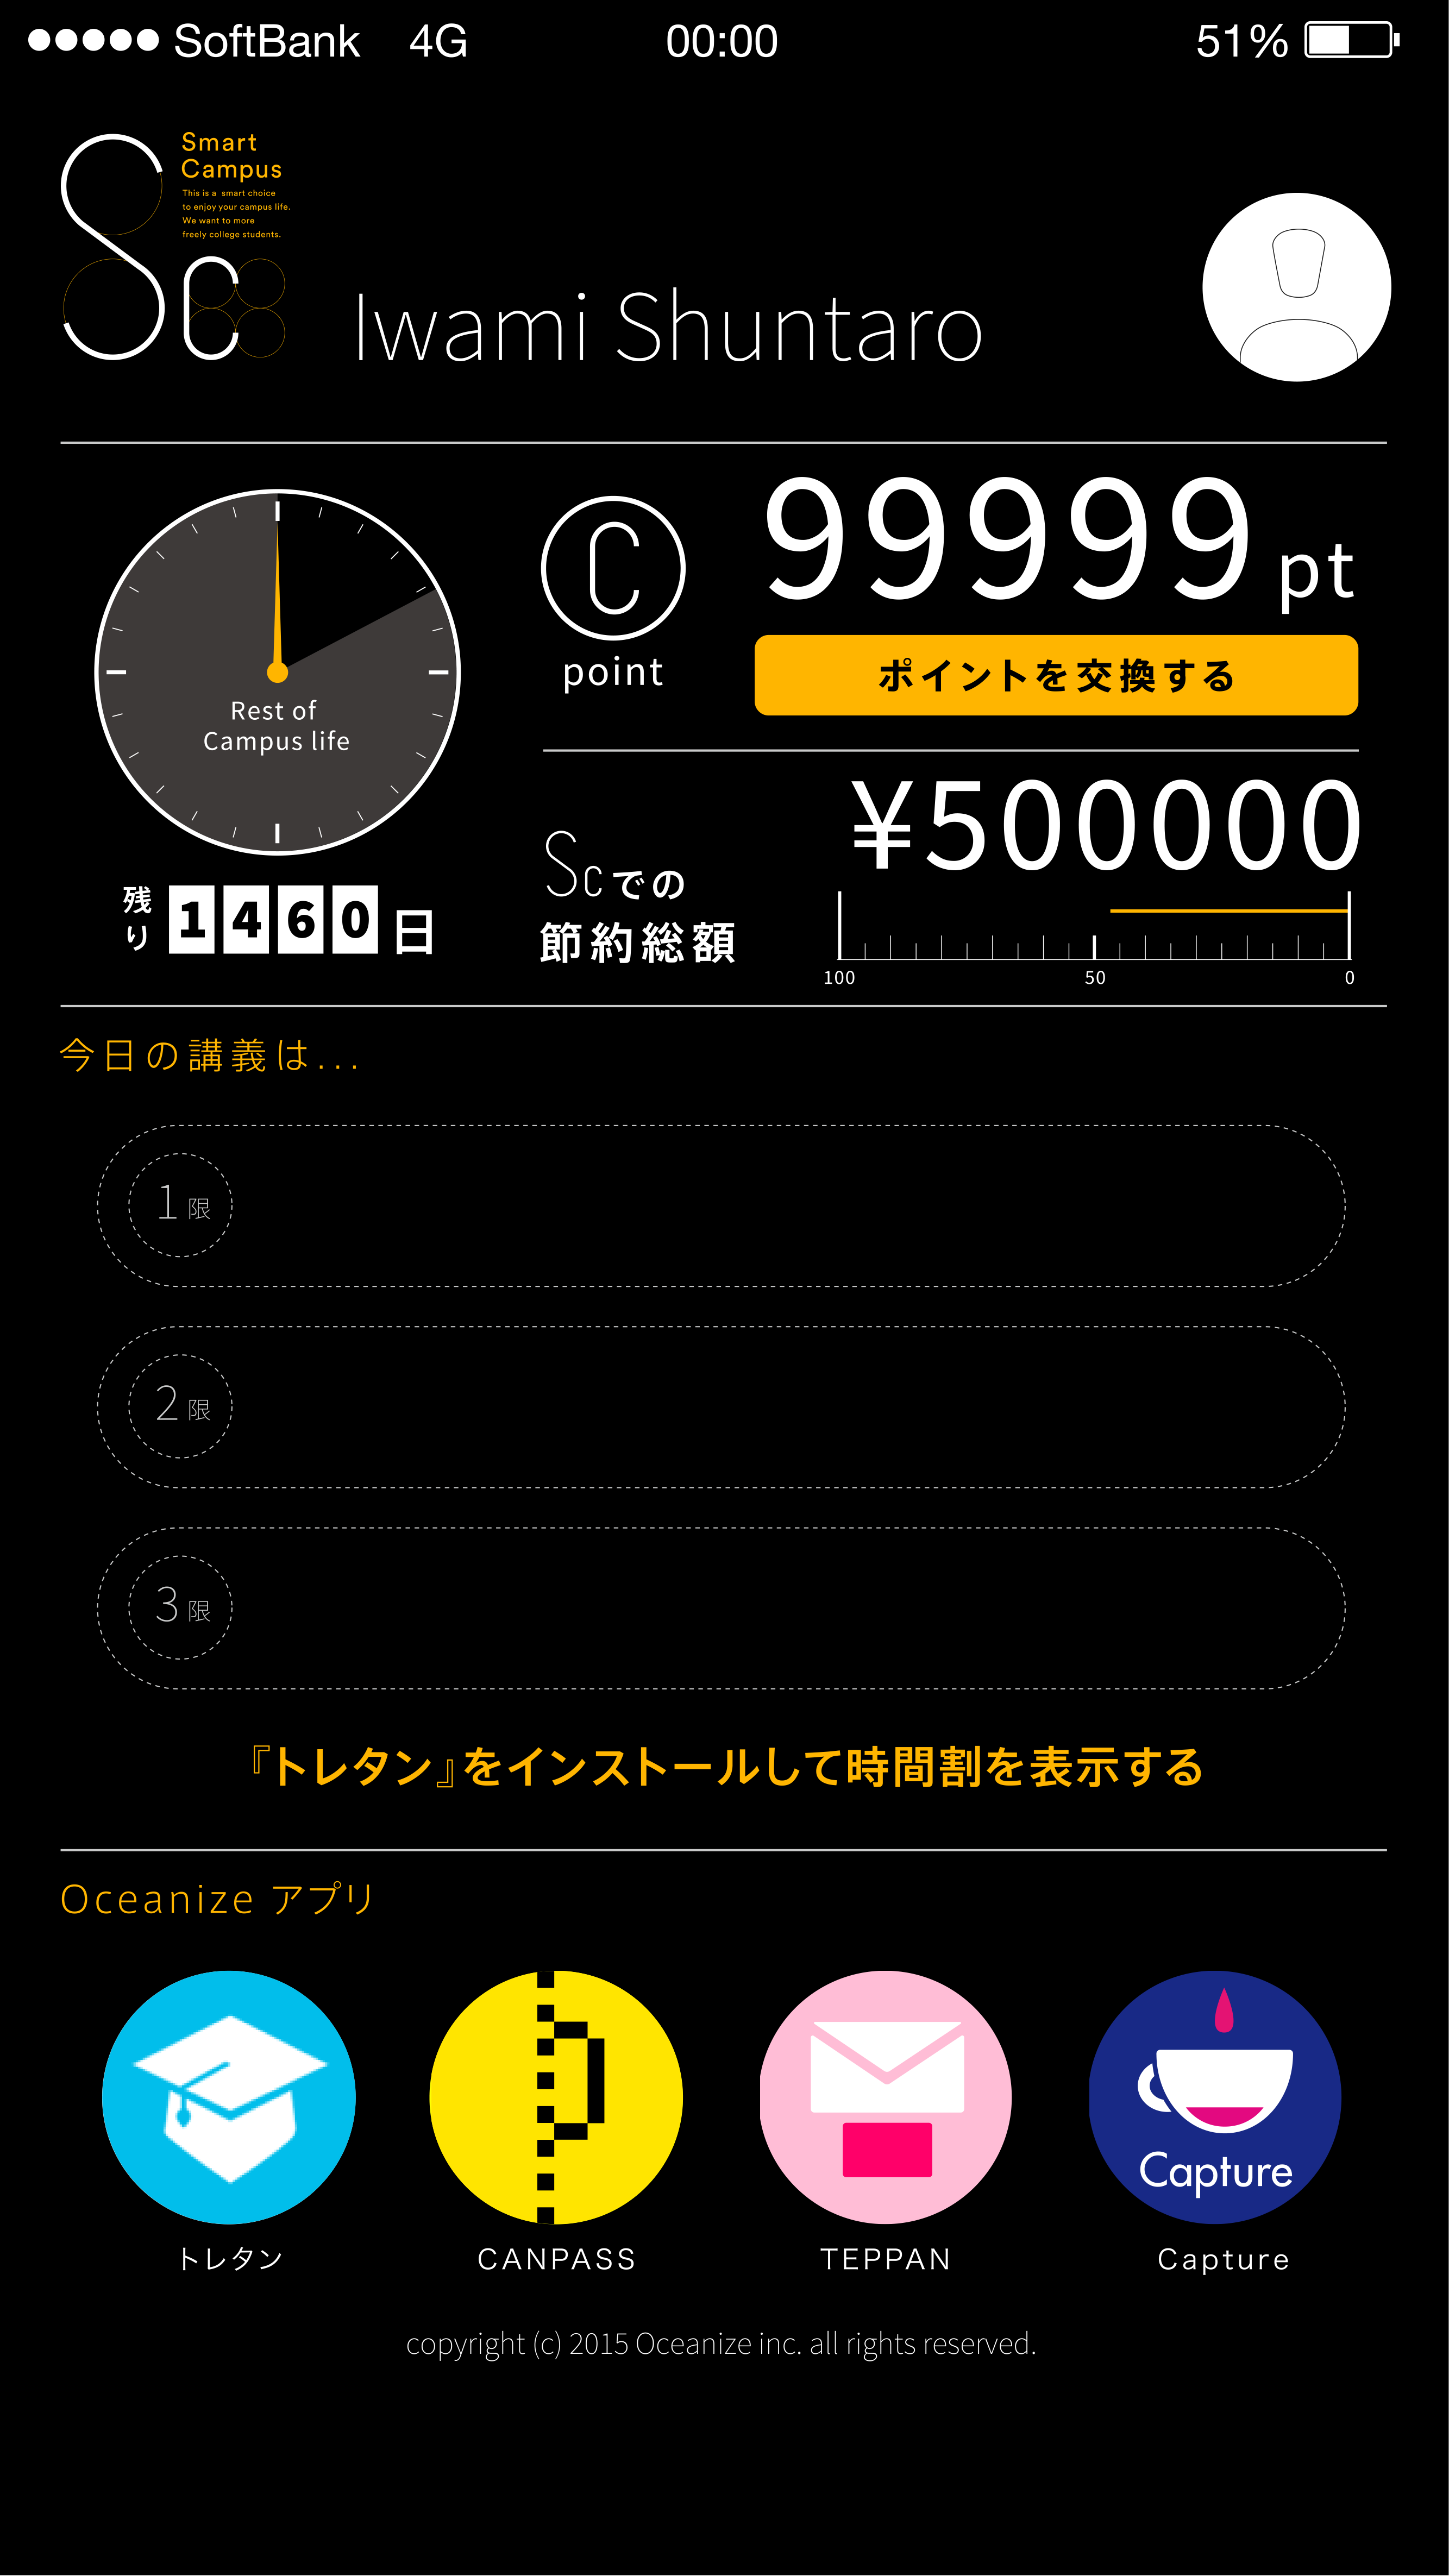 SoftBank 4G 00:00 51%
Smart
Campus
This is a smart choice
to enjoy your campus life.
We want to more
freely college students.
Sc
Iwami Shuntaro
Rest of
Campus life
残り 1460日
C
point
99999 pt
ポイントを交換する
Scでの
節約総額
¥500000
100 50 0
今日の講義は...
1限
2限
3限
『トレタン』をインストールして時間割を表示する
Oceanize アプリ
Capture
トレタン CANPASS TEPPAN Capture
copyright (c) 2015 Oceanize inc. all rights reserved.